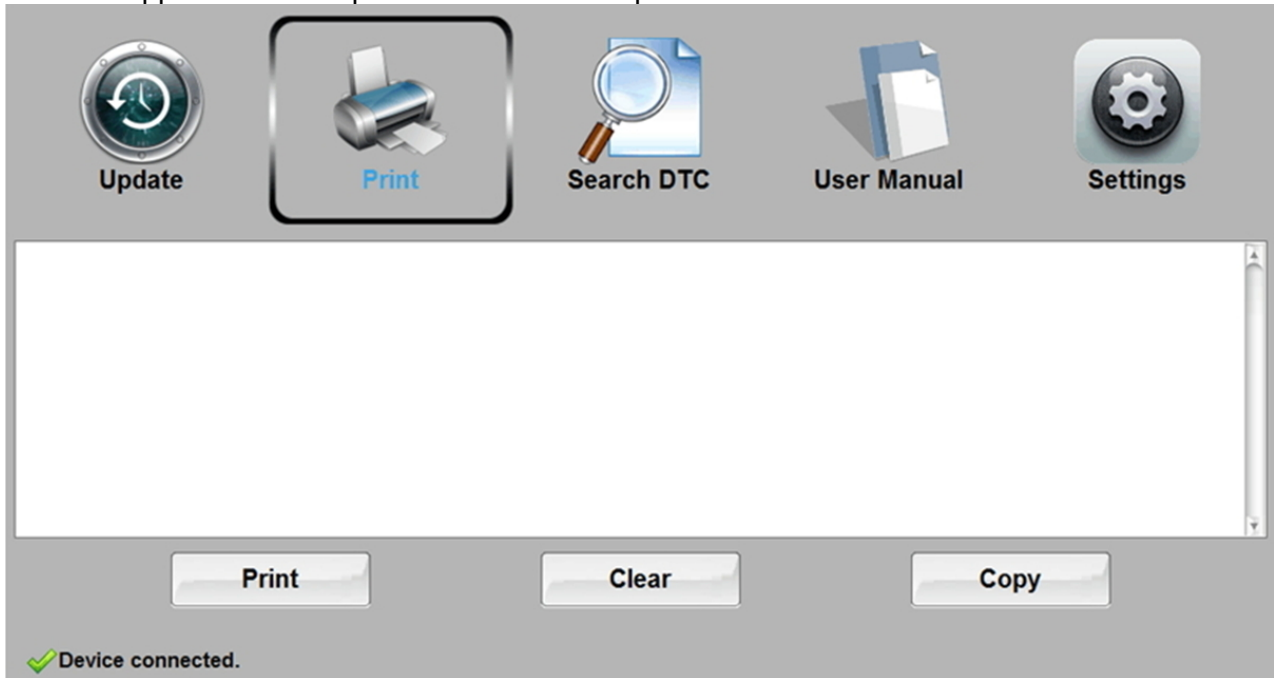 Update
Print
Search DTC
User Manual
Settings
Print
Clear
Copy
Device connected.